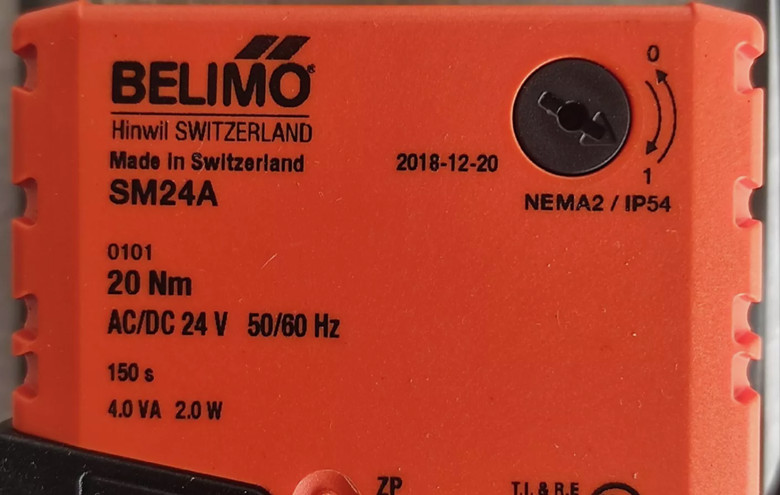 BELIMO®
Hinwil SWITZERLAND
Made in Switzerland
2018-12-20
SM24A
0
1
NEMA2 / IP54
0101
20 Nm
AC/DC 24 V 50/60 Hz
150 s
4.0 VA 2.0 W
ZP
T.I. & R.E